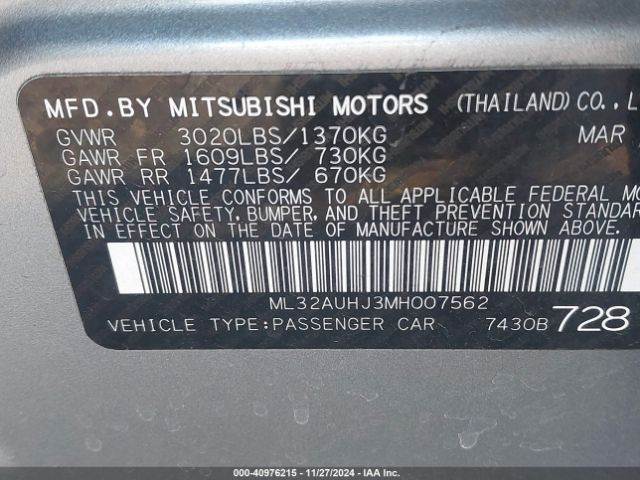 MFD.BY MITSUBISHI MOTORS (THAILAND)CO.,L
GVWR 3020LBS/1370KG MAR
GAWR FR 1609LBS/ 730KG
GAWR RR 1477LBS/ 670KG
THIS VEHICLE CONFORMS TO ALL APPLICABLE FEDERAL MO
VEHICLE SAFETY, BUMPER, AND THEFT PREVENTION STANDAR
IN EFFECT ON THE DATE OF MANUFACTURE SHOWN ABOVE.
ML32AUHJ3MH007562
VEHICLE TYPE:PASSENGER CAR 7430B 728
000-40976215 - 11/27/2024 - IAAI.com